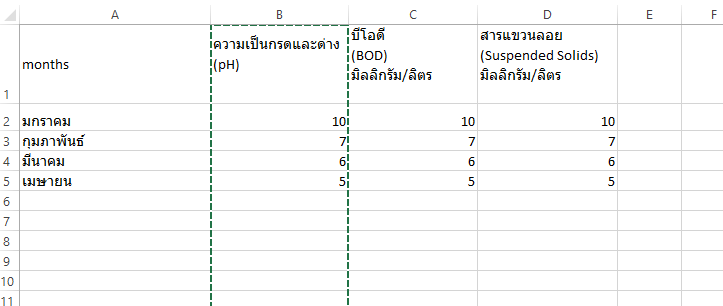 A B C D E F
1 months ความเป็นกรดและด่าง (pH) บีโอดี (BOD) มิลลิกรัม/ลิตร สารแขวนลอย (Suspended Solids) มิลลิกรัม/ลิตร
2 มกราคม 10 10 10
3 กุมภาพันธ์ 7 7 7
4 มีนาคม 6 6 6
5 เมษายน 5 5 5
6
7
8
9
10
11